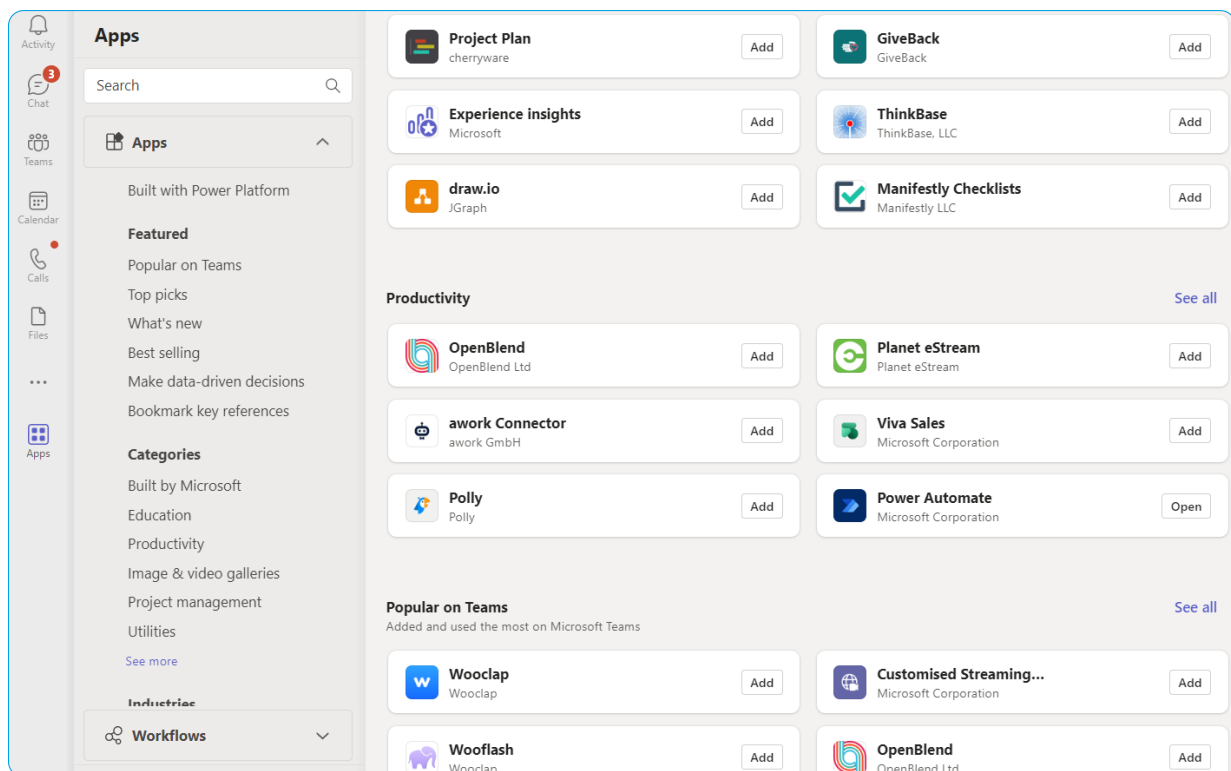 Activity
3
Chat
Teams
Calendar
Calls
Files
Apps
Apps
Search
Apps
Built with Power Platform
Featured
Popular on Teams
Top picks
What's new
Best selling
Make data-driven decisions
Bookmark key references
Categories
Built by Microsoft
Education
Productivity
Image & video galleries
Project management
Utilities
See more
Industries
Workflows
Project Plan
cherryware
Add
GiveBack
GiveBack
Add
Experience insights
Microsoft
Add
ThinkBase
ThinkBase, LLC
Add
draw.io
JGraph
Add
Manifestly Checklists
Manifestly LLC
Add
Productivity
See all
OpenBlend
OpenBlend Ltd
Add
Planet eStream
Planet eStream
Add
awork Connector
awork GmbH
Add
Viva Sales
Microsoft Corporation
Add
Polly
Polly
Add
Power Automate
Microsoft Corporation
Open
Popular on Teams
See all
Added and used the most on Microsoft Teams
Wooclap
Wooclap
Add
Customised Streaming...
Microsoft Corporation
Add
Wooflash
Wooclap
Add
OpenBlend
OpenBlend Ltd
Add